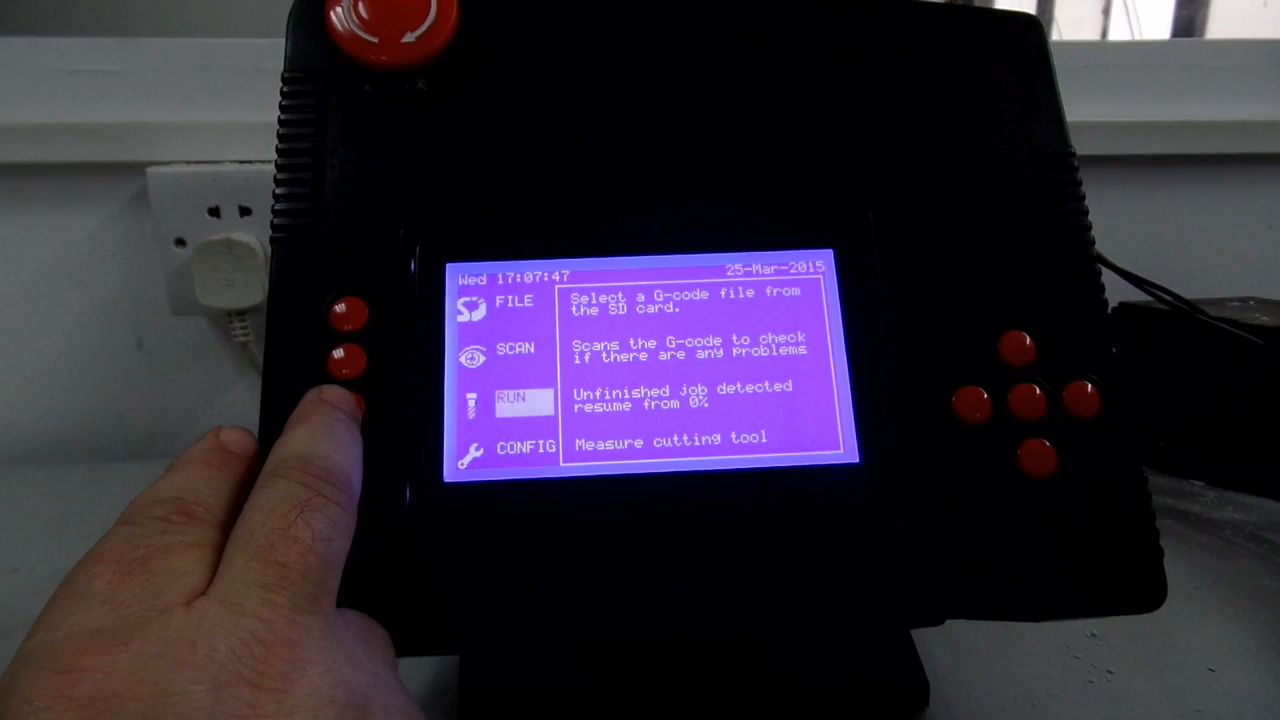 Wed 17:07:47 25-Mar-2015
FILE
Select a G-code file from
the SD card.
SCAN
Scans the G-code to check
if there are any problems
RUN
Unfinished job detected
resume from 0%
CONFIG
Measure cutting tool